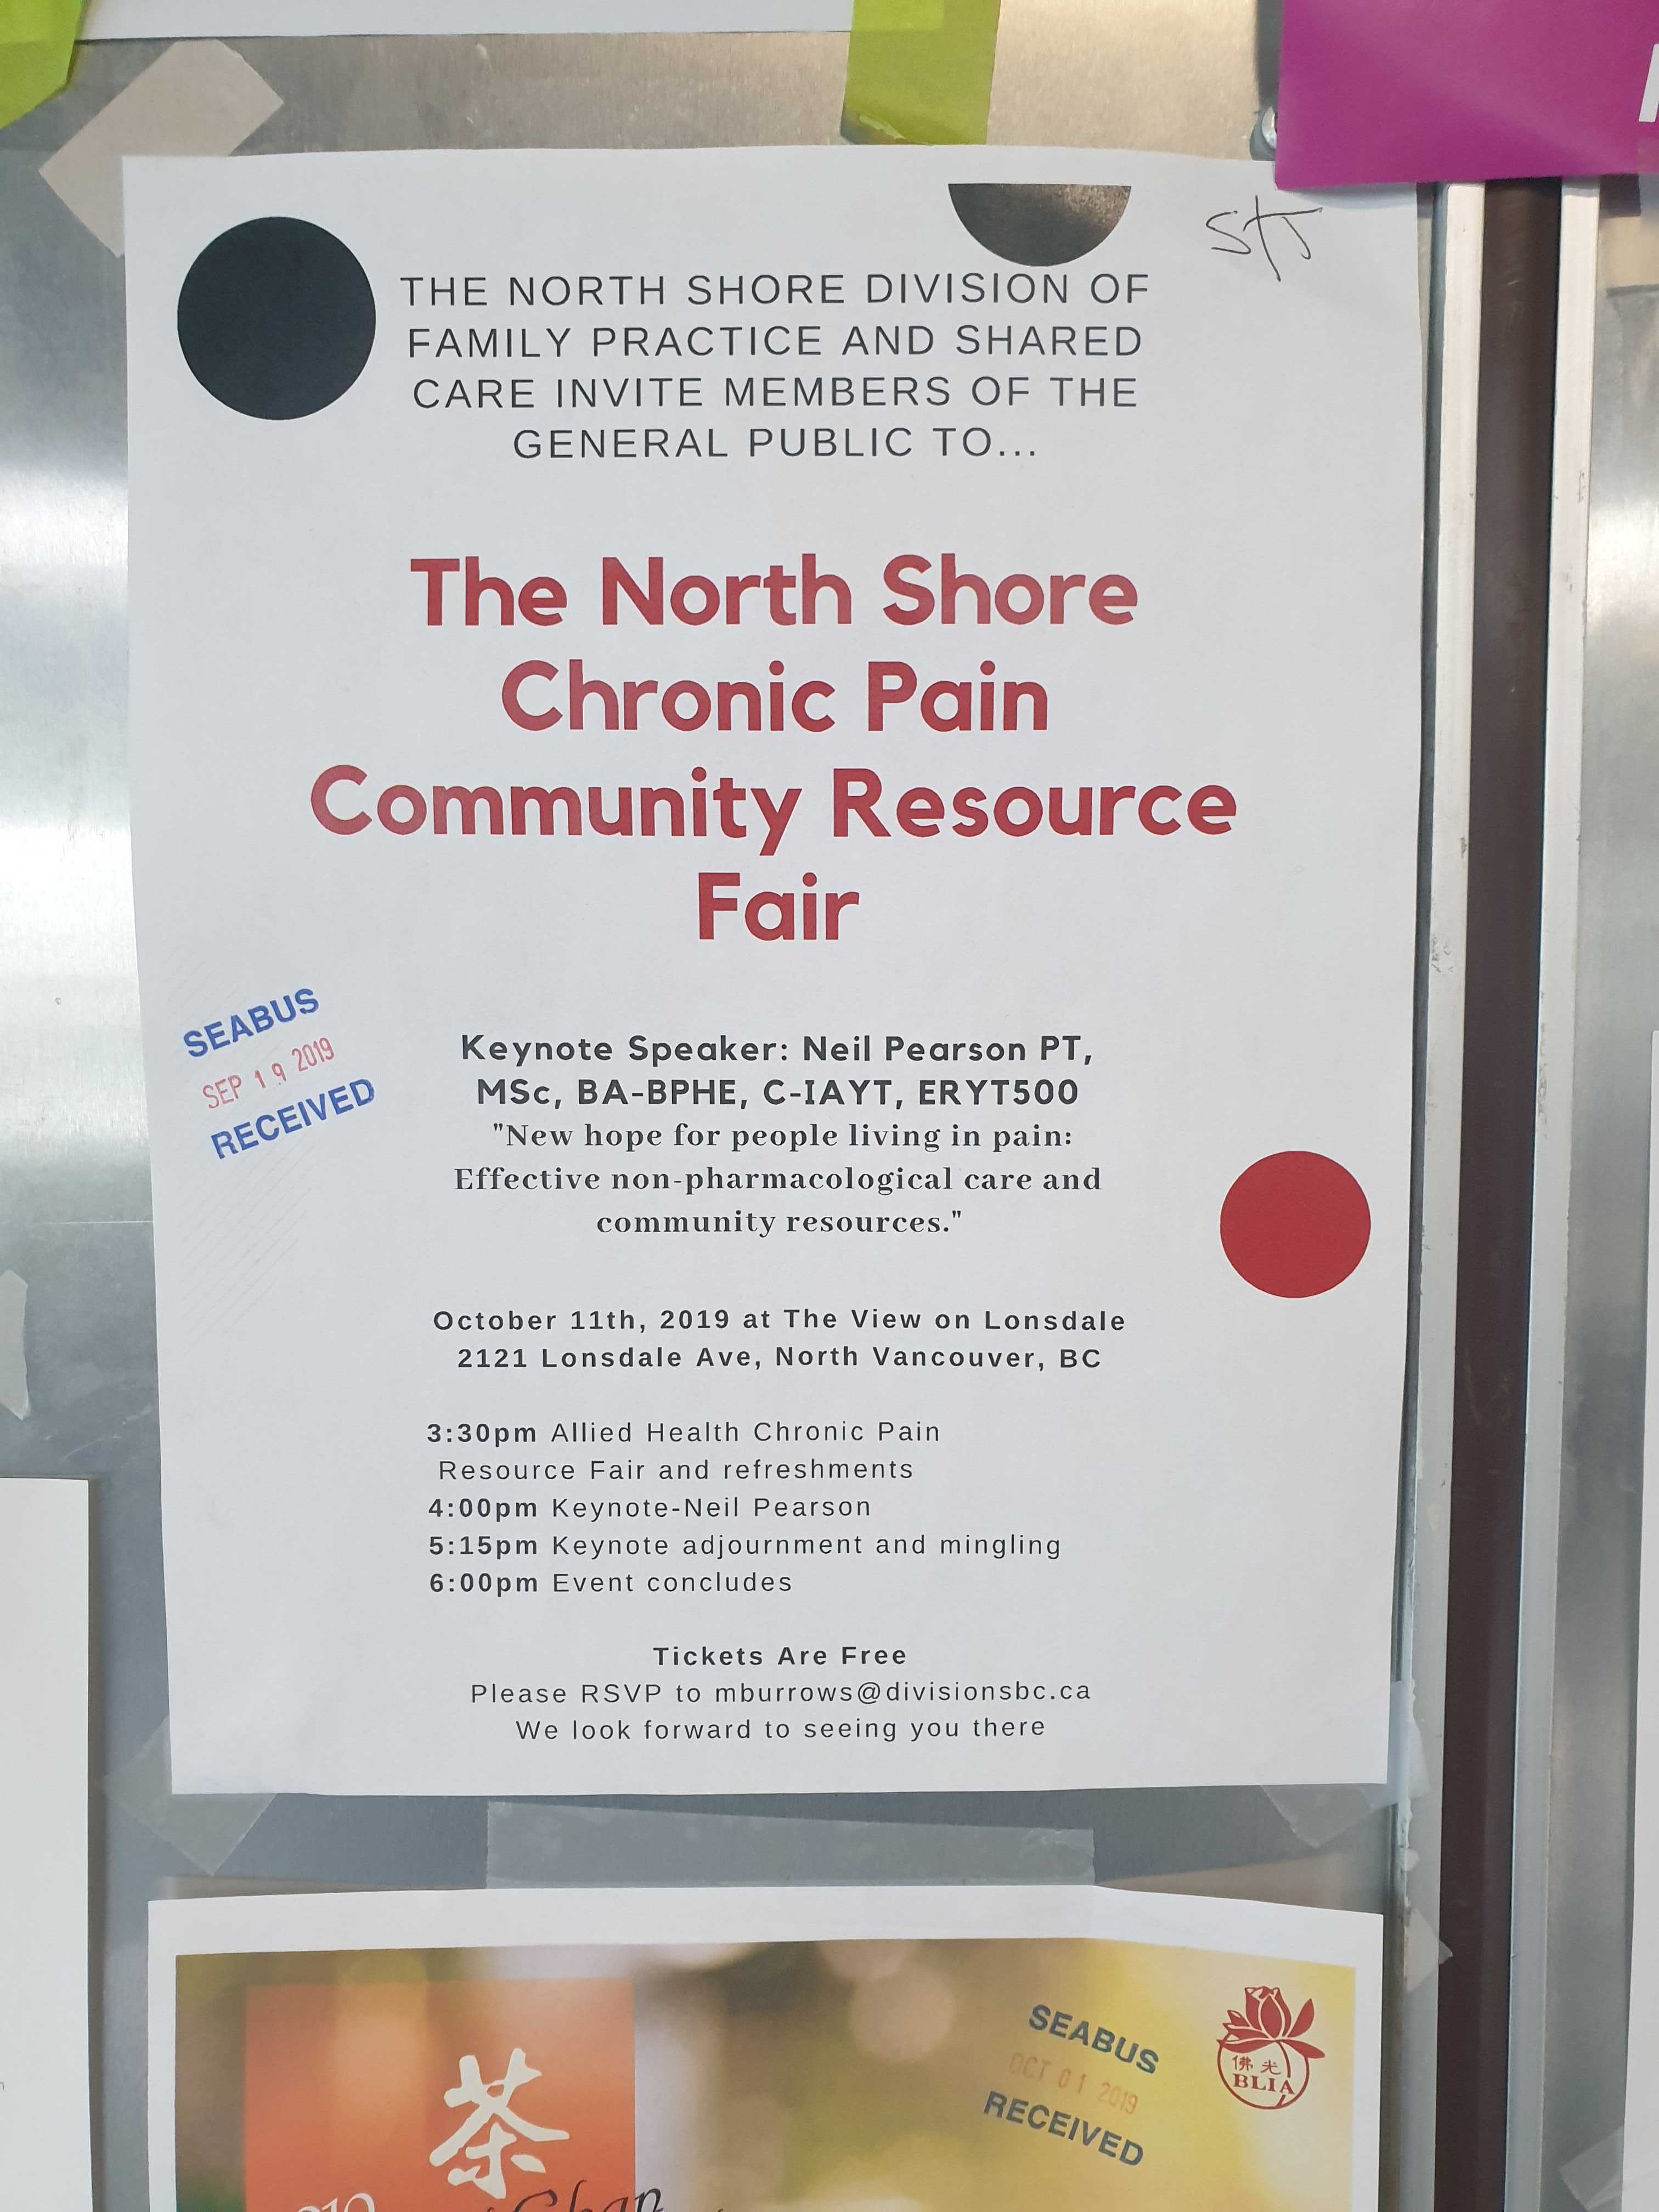 STJ
THE NORTH SHORE DIVISION OF
FAMILY PRACTICE AND SHARED
CARE INVITE MEMBERS OF THE
GENERAL PUBLIC TO...
The North Shore
Chronic Pain
Community Resource
Fair
SEABUS
SEP 19 2019
RECEIVED
Keynote Speaker: Neil Pearson PT,
MSc, BA-BPHE, C-IAYT, ERYT500
"New hope for people living in pain:
Effective non-pharmacological care and
community resources."
October 11th, 2019 at The View on Lonsdale
2121 Lonsdale Ave, North Vancouver, BC
3:30pm Allied Health Chronic Pain
Resource Fair and refreshments
4:00pm Keynote-Neil Pearson
5:15pm Keynote adjournment and mingling
6:00pm Event concludes
Tickets Are Free
Please RSVP to mburrows@divisionsbc.ca
We look forward to seeing you there
SEABUS
OCT 01 2019
RECEIVED
佛光
BLIA
茶
Chan